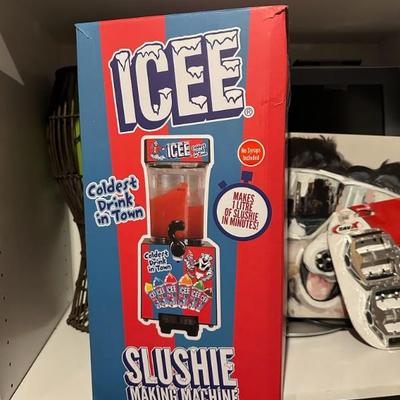 ICEE
®
No Syrups
Included
Coldest
Drink
in Town
ICEE
MAKES
1 LITRE
OF SLUSHIE
IN MINUTES!
Coldest
Drink
in Town
ICEE
SLUSHIE
MAKING MACHINE